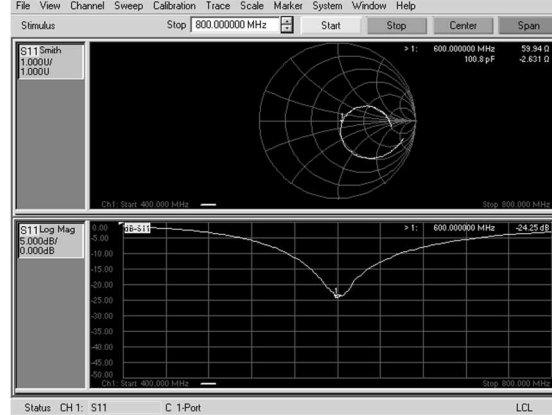 File View Channel Sweep Calibration Trace Scale Marker System Window Help
Stimulus Stop 800.000000 MHz Start Stop Center Span
S11 Smith
1.000U/
1.000U
> 1: 600.000000 MHz 59.94 Ω
100.8 pF -2.631 Ω
1
Ch1: Start 400.000 MHz Stop 800.000 MHz
S11 Log Mag
5.000dB/
0.000dB
0.00 dB-S11 > 1: 600.000000 MHz -24.25 dB
-5.00
-10.00
-15.00
-20.00
1
-25.00
-30.00
-35.00
-40.00
-45.00
-50.00
Ch1: Start 400.000 MHz Stop 800.000 MHz
Status CH 1: S11 C 1-Port LCL